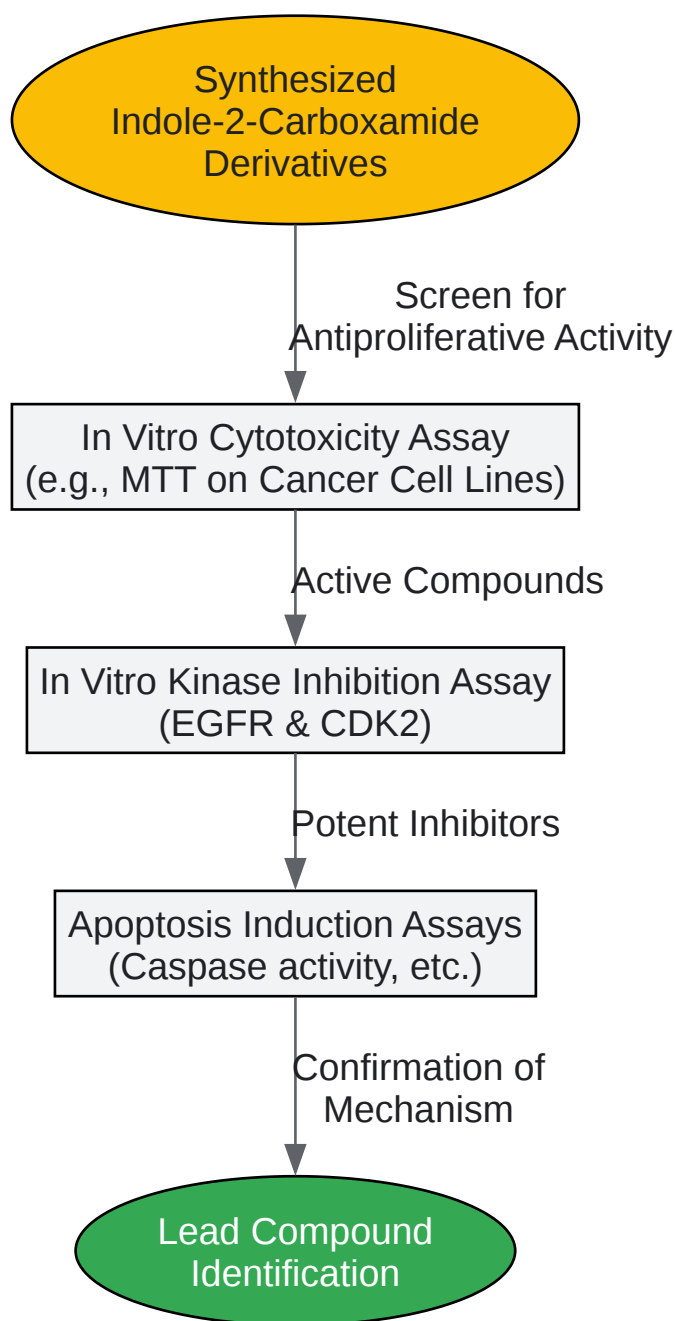 Synthesized
Indole-2-Carboxamide
Derivatives
Screen for
Antiproliferative Activity
In Vitro Cytotoxicity Assay
(e.g., MTT on Cancer Cell Lines)
Active Compounds
In Vitro Kinase Inhibition Assay
(EGFR & CDK2)
Potent Inhibitors
Apoptosis Induction Assays
(Caspase activity, etc.)
Confirmation of
Mechanism
Lead Compound
Identification